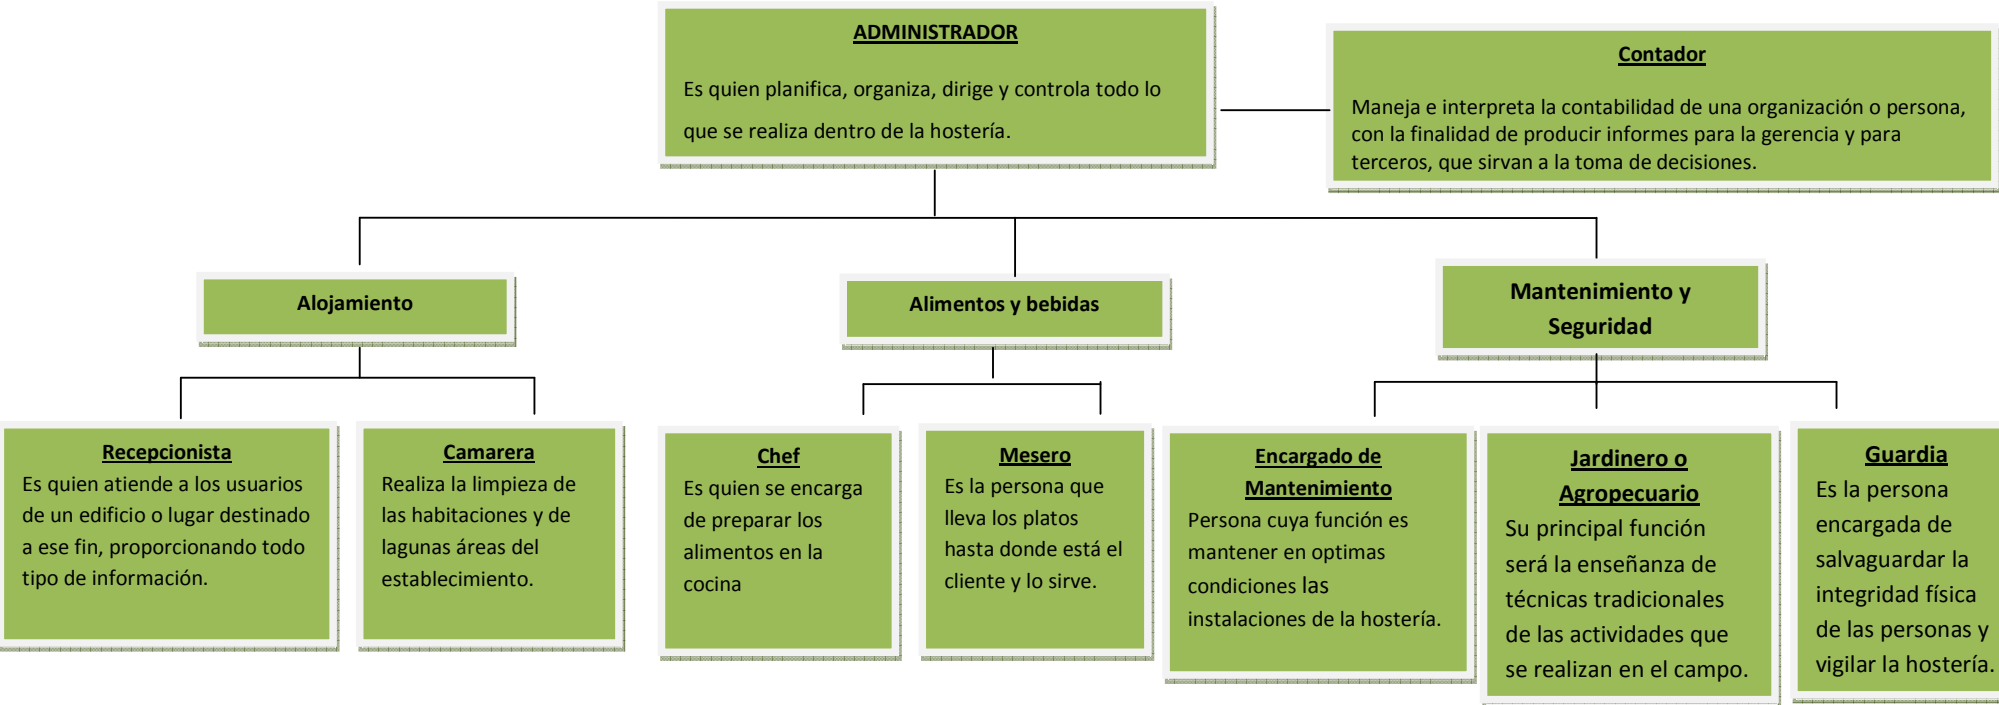 ADMINISTRADOR
Es quien planifica, organiza, dirige y controla todo lo
que se realiza dentro de la hostería.
Contador
Maneja e interpreta la contabilidad de una organización o persona,
con la finalidad de producir informes para la gerencia y para
terceros, que sirvan a la toma de decisiones.
Alojamiento
Alimentos y bebidas
Mantenimiento y
Seguridad
Recepcionista
Es quien atiende a los usuarios
de un edificio o lugar destinado
a ese fin, proporcionando todo
tipo de información.
Camarera
Realiza la limpieza de
las habitaciones y de
lagunas áreas del
establecimiento.
Chef
Es quien se encarga
de preparar los
alimentos en la
cocina
Mesero
Es la persona que
lleva los platos
hasta donde está el
cliente y lo sirve.
Encargado de
Mantenimiento
Persona cuya función es
mantener en optimas
condiciones las
instalaciones de la hostería.
Jardinero o
Agropecuario
Su principal función
será la enseñanza de
técnicas tradicionales
de las actividades que
se realizan en el campo.
Guardia
Es la persona
encargada de
salvaguardar la
integridad física
de las personas y
vigilar la hostería.